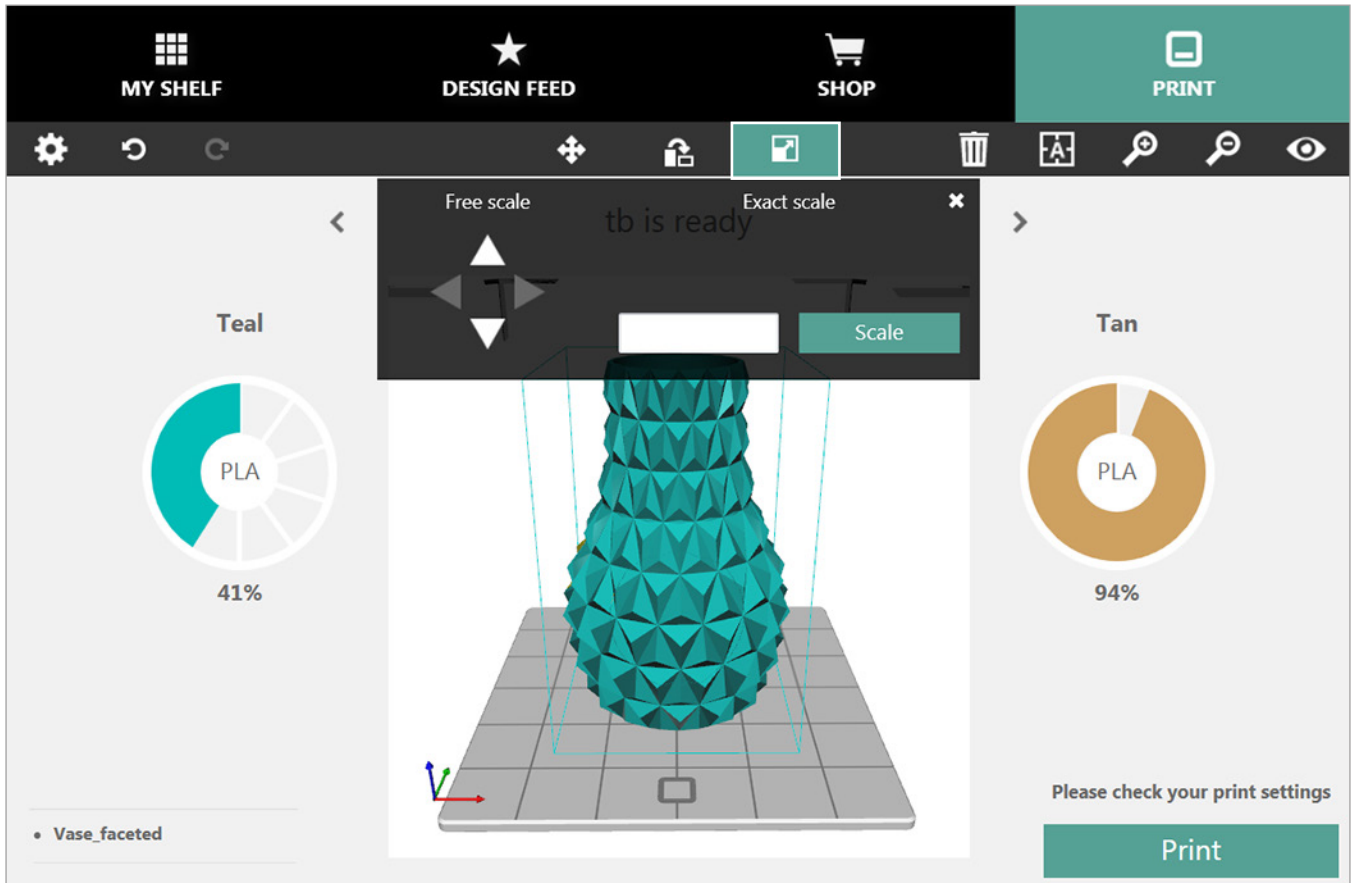 MY SHELF
DESIGN FEED
SHOP
PRINT
A
Free scale
Exact scale
tb is ready
Scale
Teal
PLA
41%
Tan
PLA
94%
Vase_faceted
Please check your print settings
Print